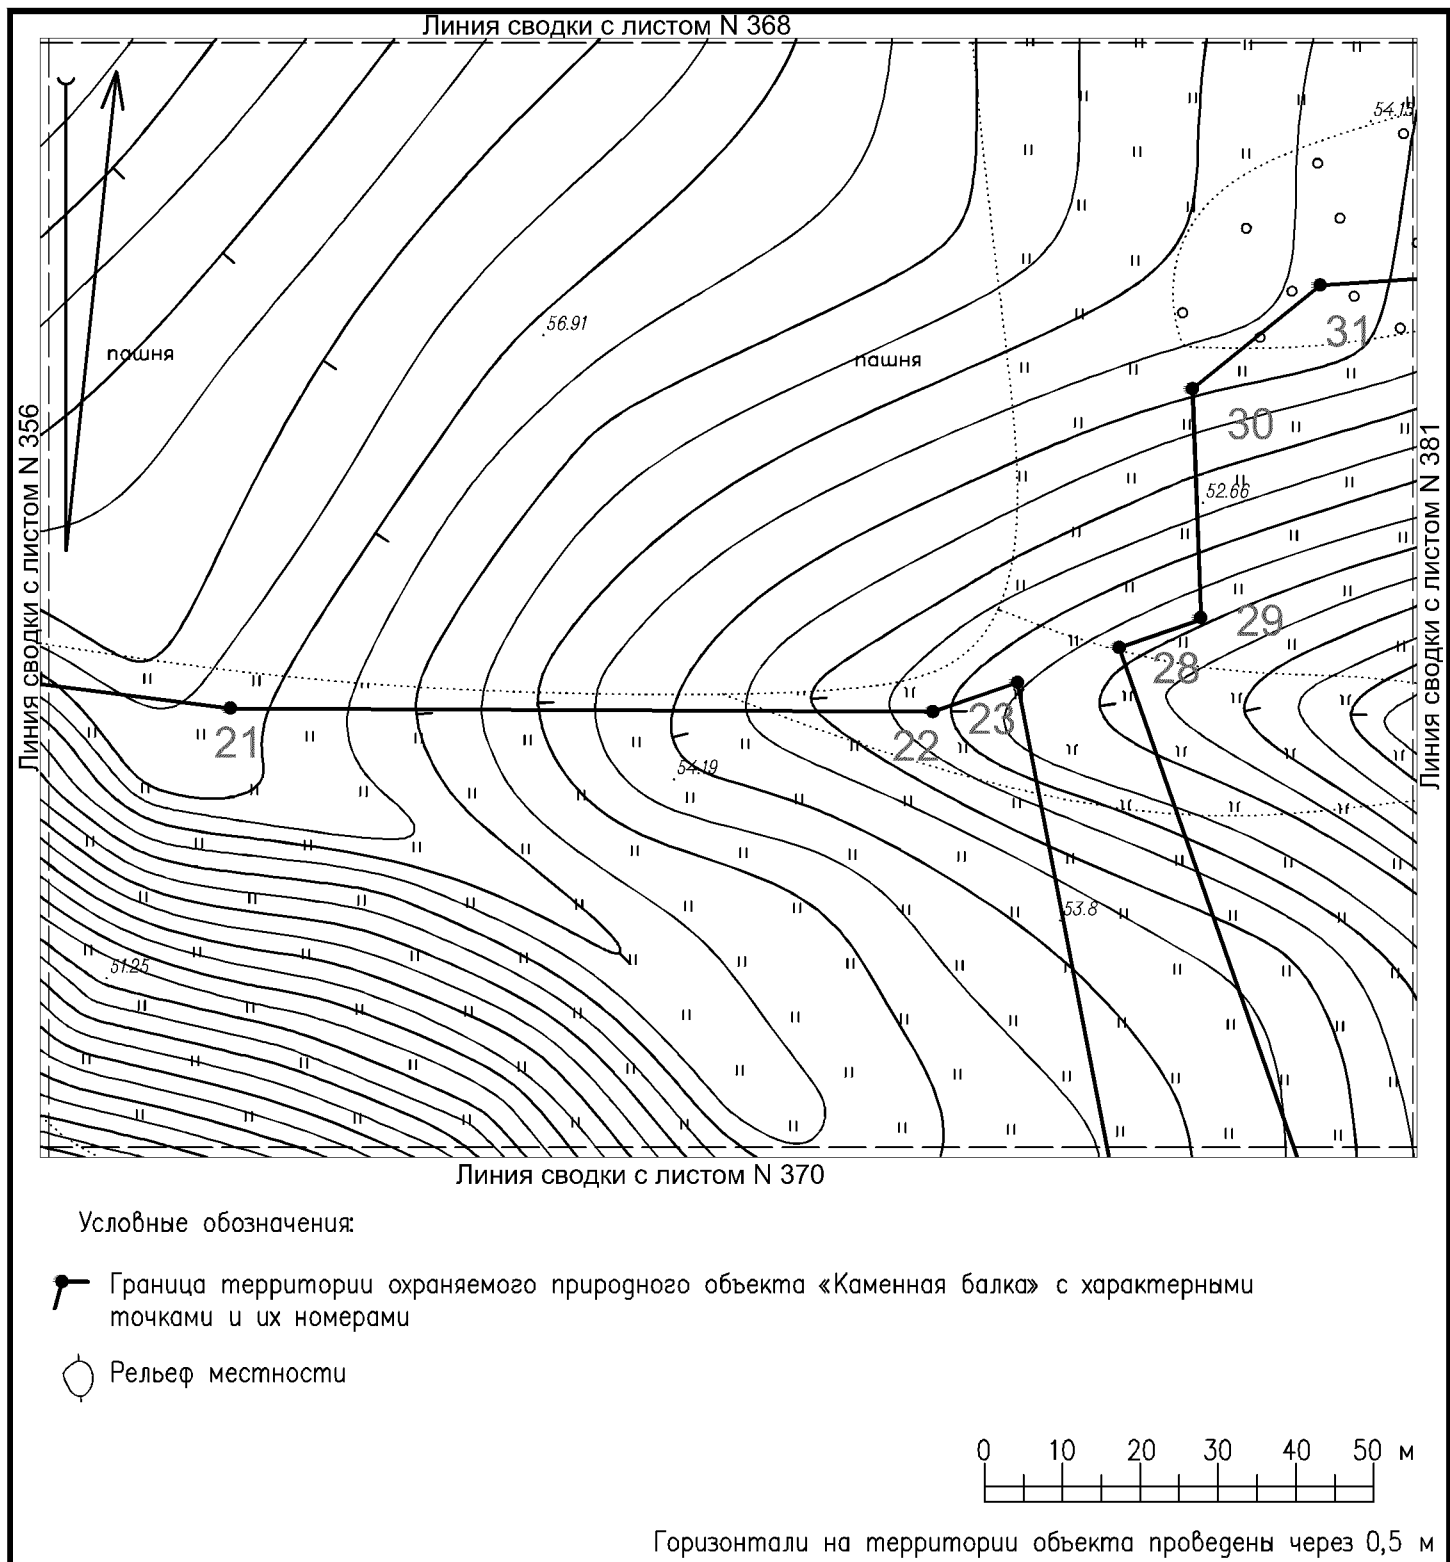 Линия сводки с листом N 368
54.15
56.91
пашня
пашня
31
30
Линия сводки с листом N 356
Линия сводки с листом N 381
52.66
29
28
23
22
21
54.19
53.8
51.25
Линия сводки с листом N 370
Условные обозначения:
Граница территории охраняемого природного объекта «Каменная балка» с характерными
точками и их номерами
Рельеф местности
0 10 20 30 40 50 м
Горизонтали на территории объекта проведены через 0,5 м